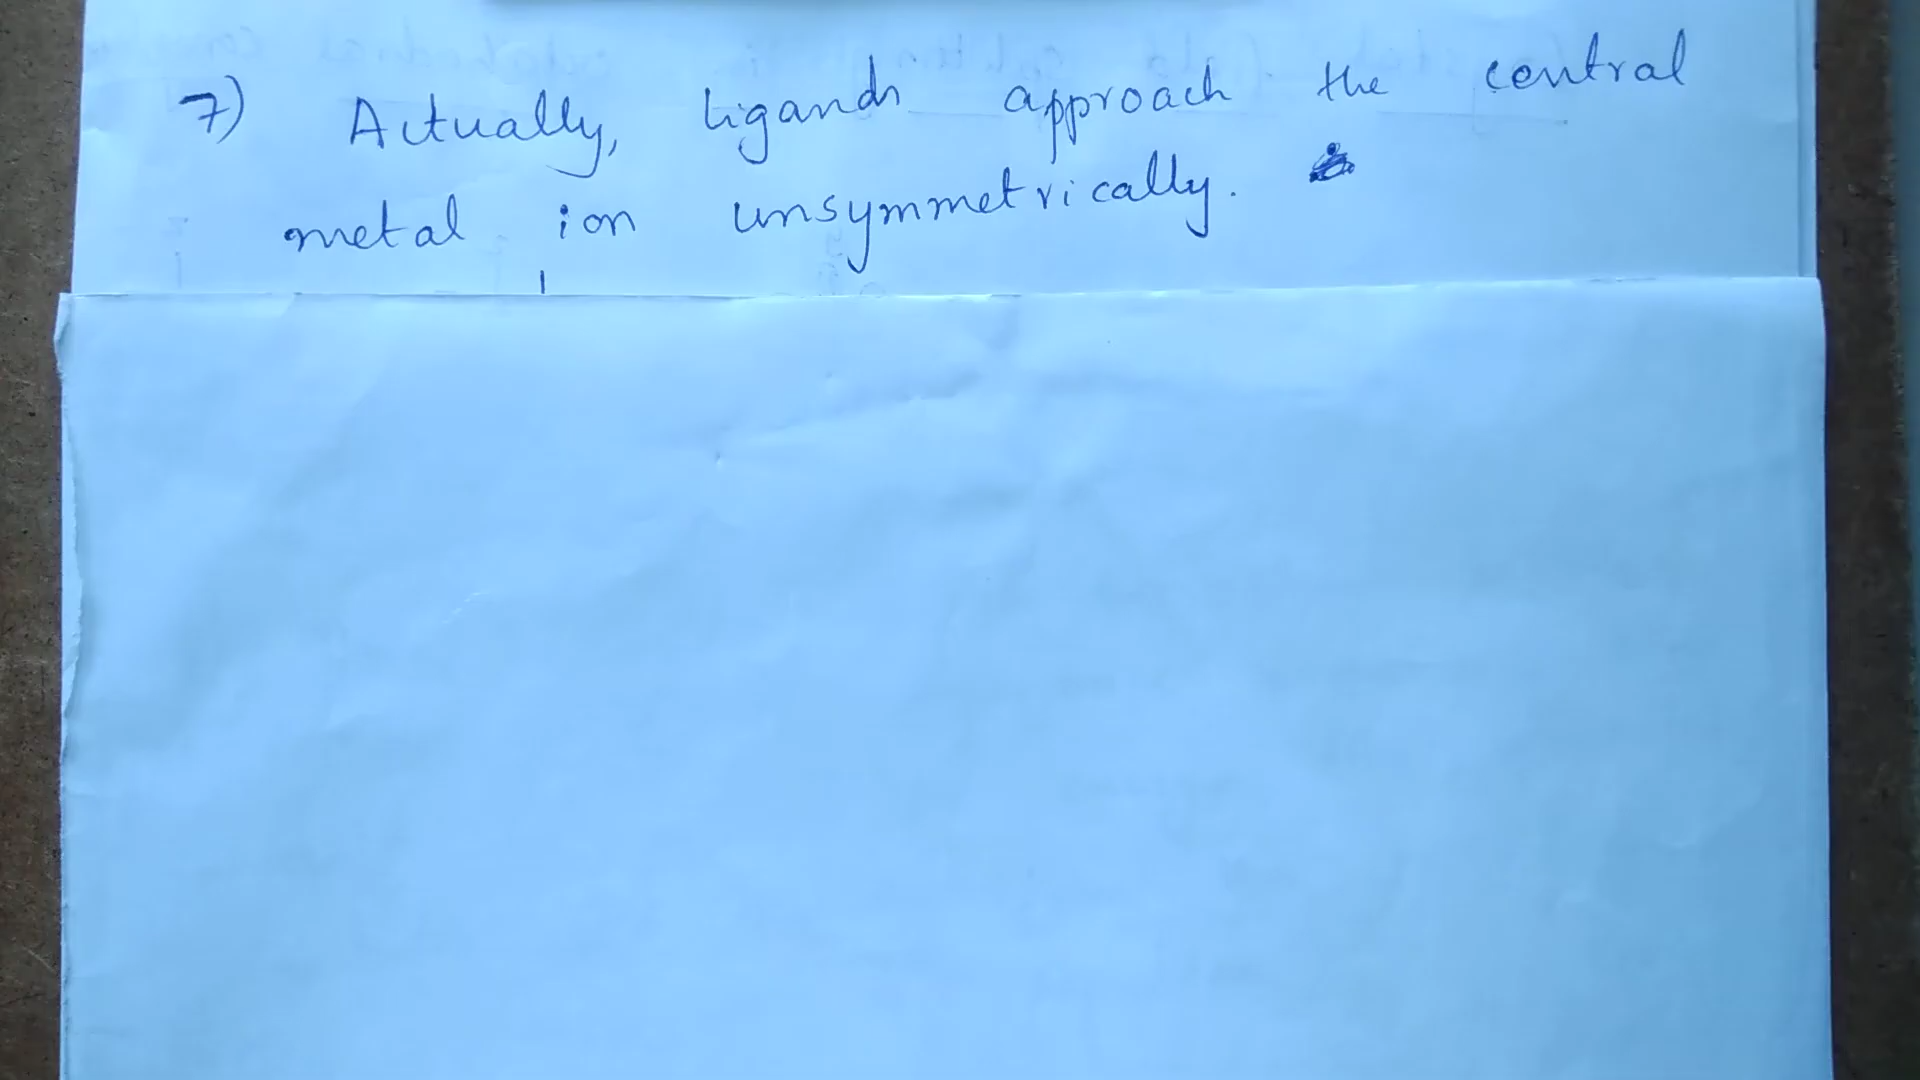 7) Actually, ligands approach the central
metal ion unsymmetrically.